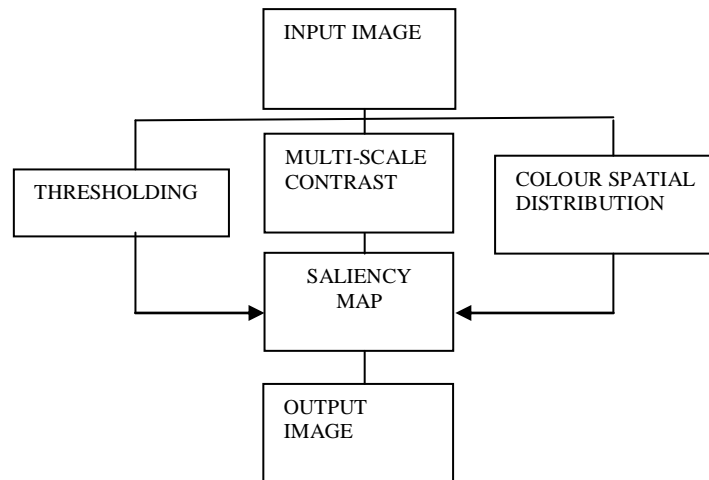 INPUT IMAGE
THRESHOLDING
MULTI-SCALE
CONTRAST
COLOUR SPATIAL
DISTRIBUTION
SALIENCY
MAP
OUTPUT
IMAGE